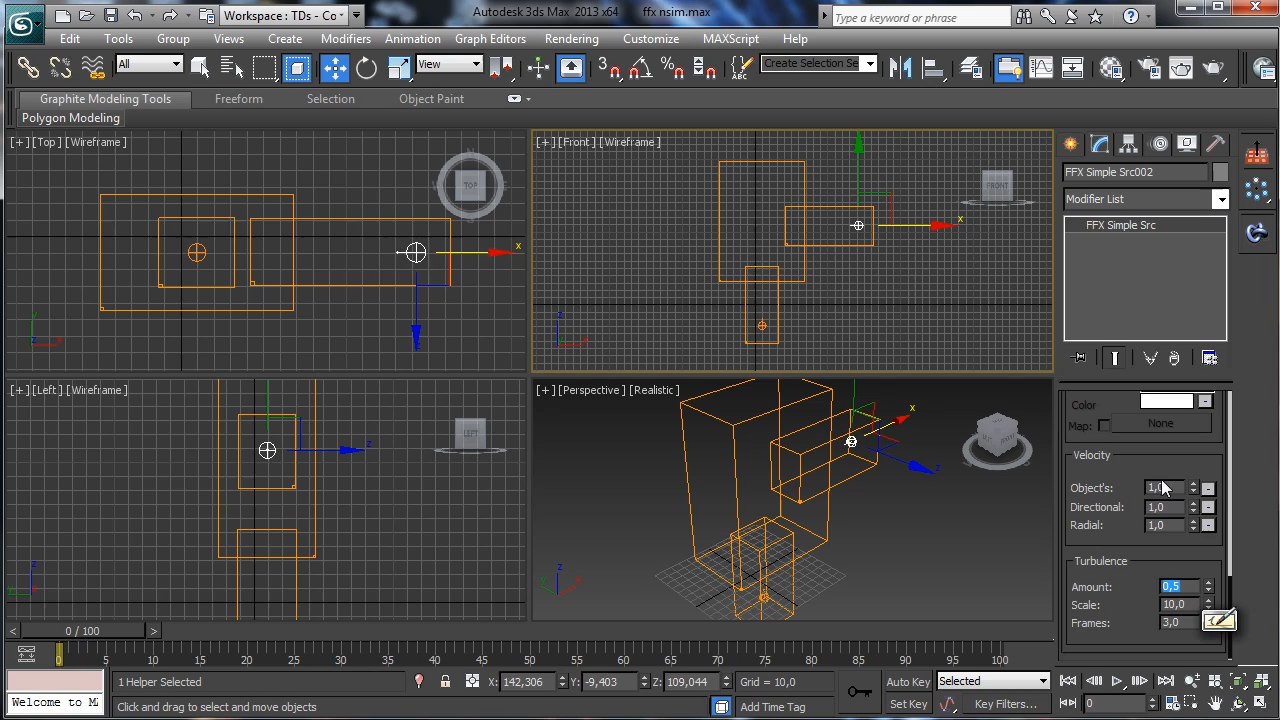 Workspace : TDs - Co
Autodesk 3ds Max 2013 x64 ffx nsim.max
Type a keyword or phrase
Edit Tools Group Views Create Modifiers Animation Graph Editors Rendering Customize MAXScript Help
All View 3 Create Selection Se
Graphite Modeling Tools Freeform Selection Object Paint
Polygon Modeling
[+][Top][Wireframe]
TOP
x
[+][Front][Wireframe]
FRONT
x
[+][Left][Wireframe]
LEFT
z
[+][Perspective][Realistic]
x
z
FFX Simple Src002
Modifier List
FFX Simple Src
Color
Map: None
Velocity
Object's: 1,0
Directional: 1,0
Radial: 1,0
Turbulence
Amount: 0,5
Scale: 10,0
Frames: 3,0
< 0 / 100 >
0 5 10 15 20 25 30 35 40 45 50 55 60 65 70 75 80 85 90 95 100
1 Helper Selected X: 142,306 Y: -9,403 Z: 109,044 Grid = 10,0 Auto Key Selected
Welcome to M Click and drag to select and move objects Add Time Tag Set Key Key Filters... 0